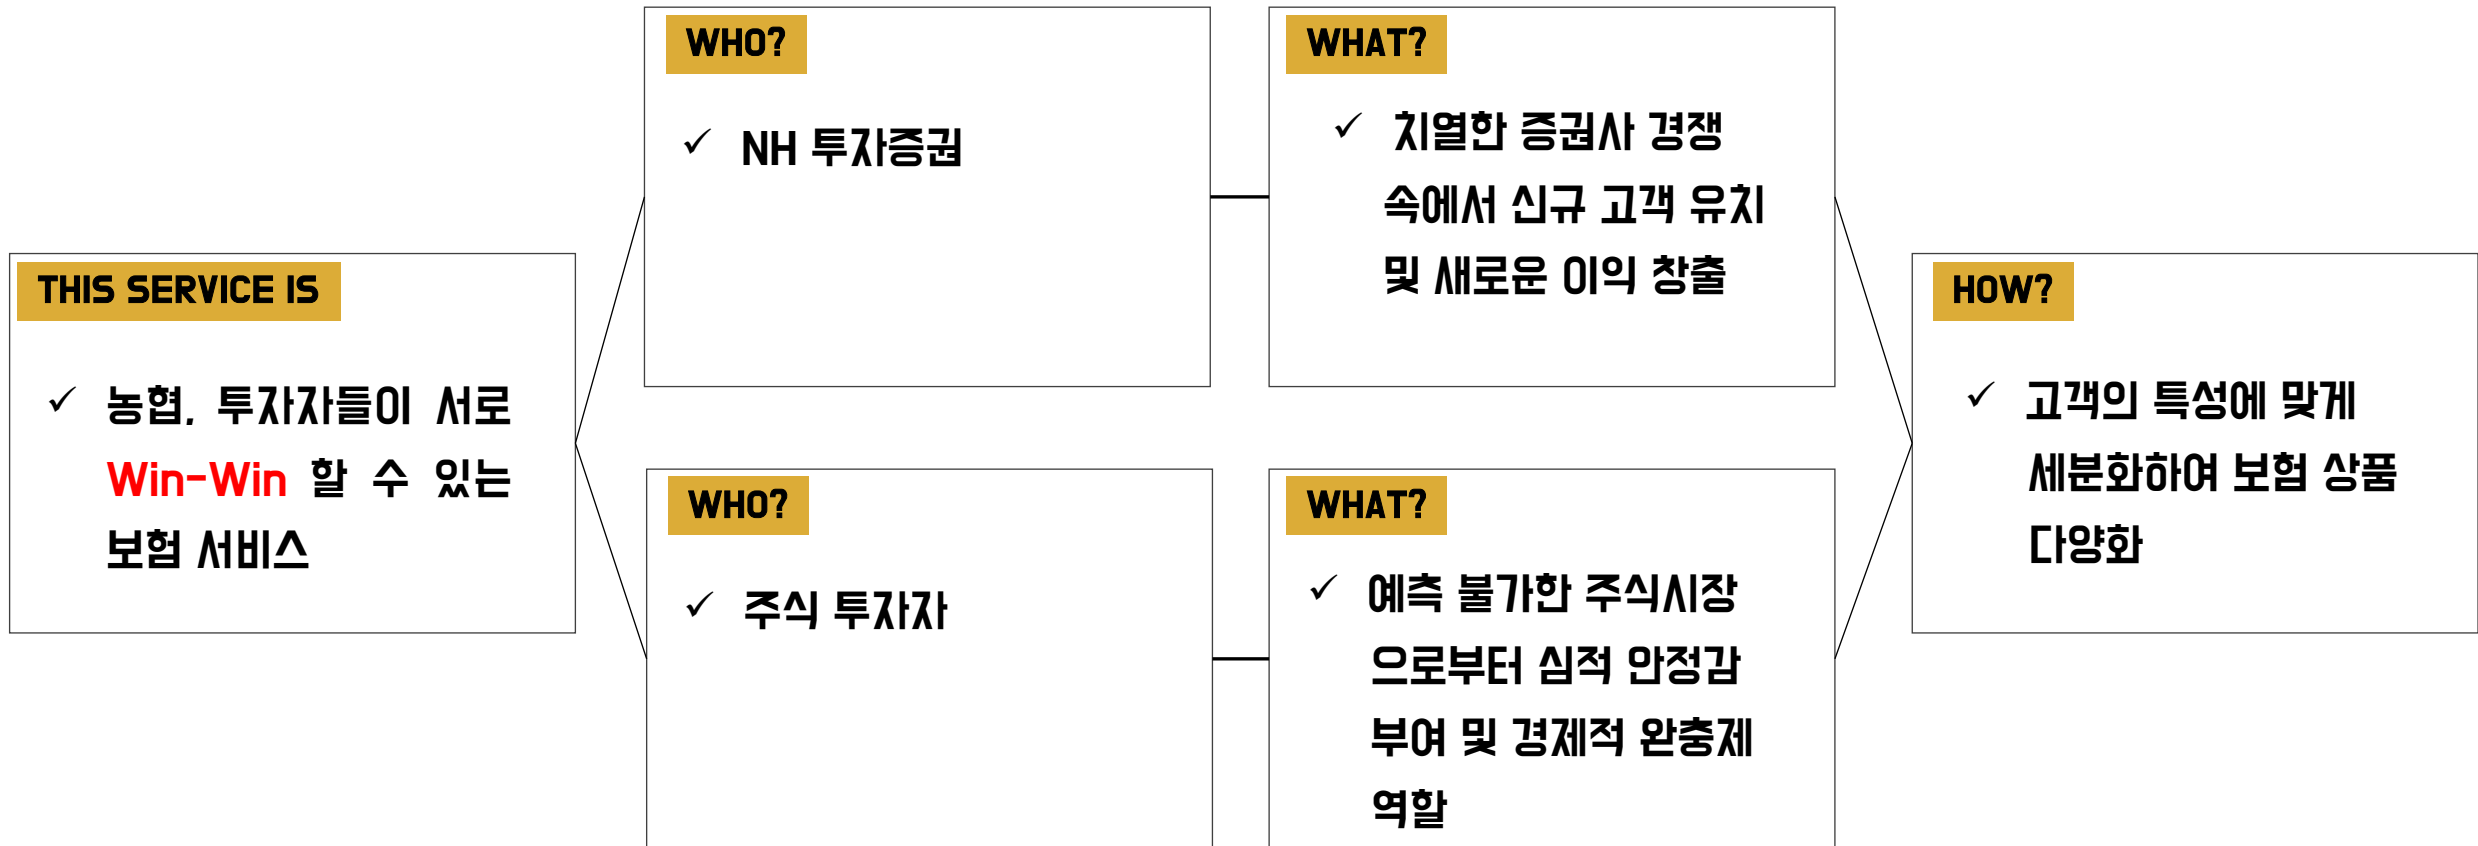 THIS SERVICE IS
✓ 농협, 투자자들이 서로
Win-Win 할 수 있는
보험 서비스
WHO?
✓ NH 투자증권
WHAT?
✓ 치열한 증권사 경쟁
속에서 신규 고객 유치
및 새로운 이익 창출
WHO?
✓ 주식 투자자
WHAT?
✓ 예측 불가한 주식시장
으로부터 심적 안정감
부여 및 경제적 완충제
역할
HOW?
✓ 고객의 특성에 맞게
세분화하여 보험 상품
다양화